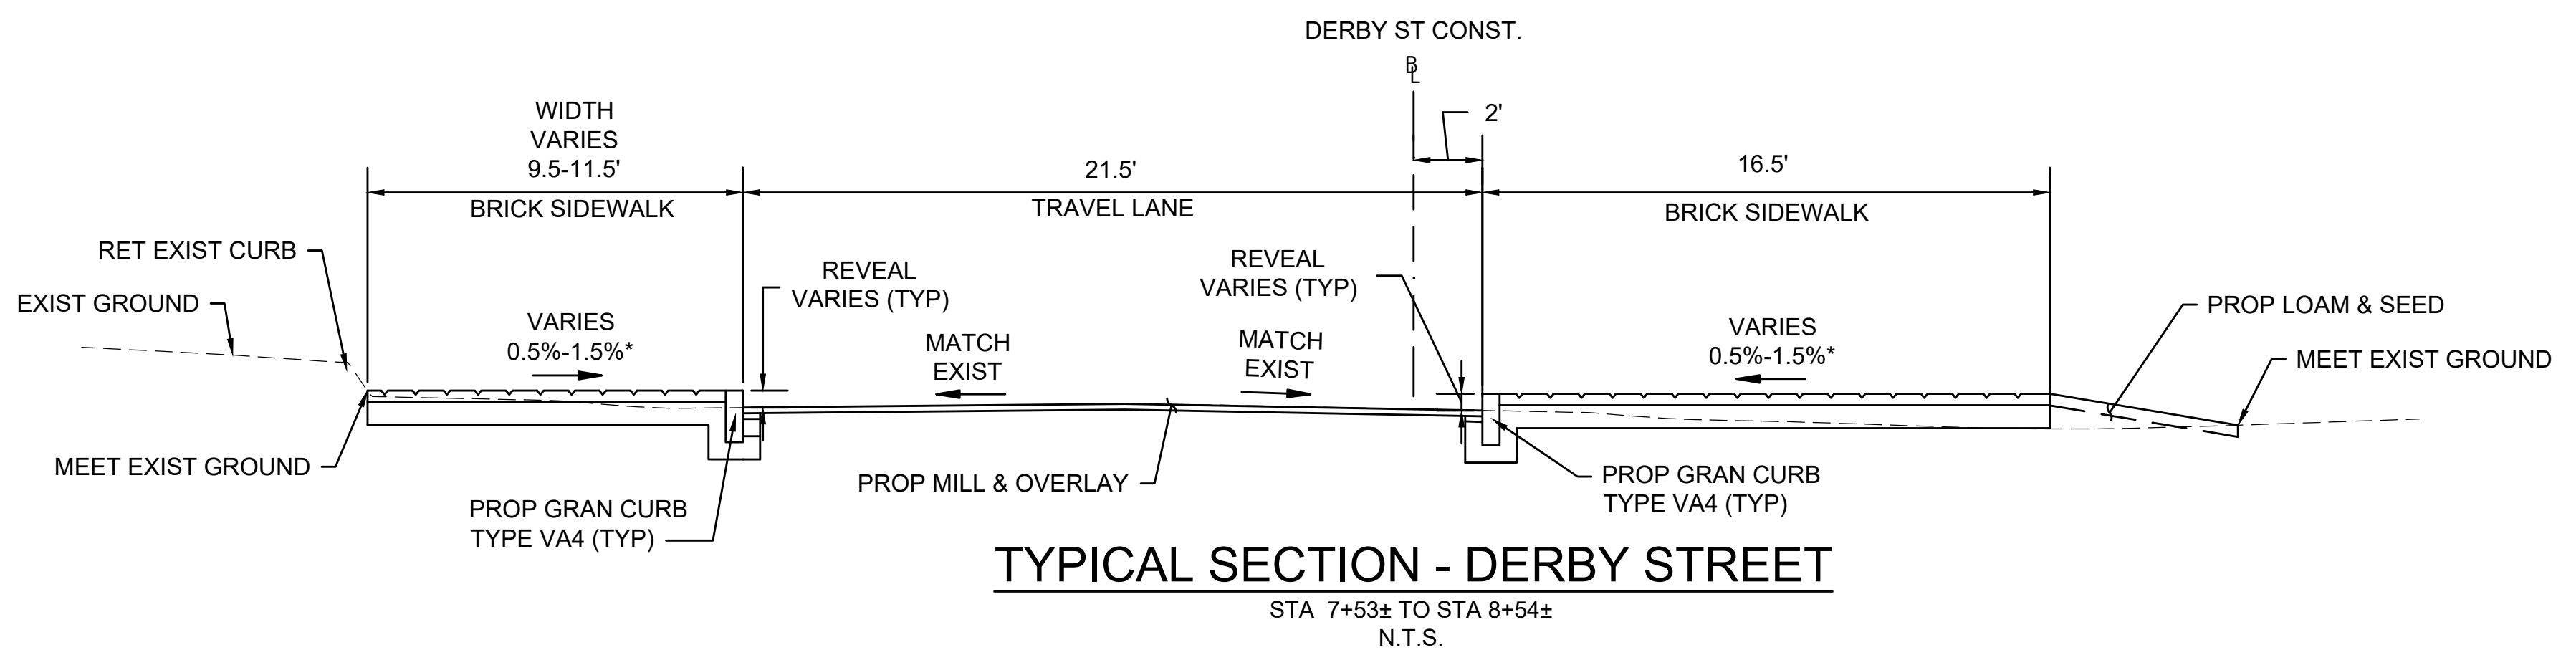 DERBY ST CONST.
BL
2'
WIDTH
VARIES
9.5-11.5'
BRICK SIDEWALK
21.5'
TRAVEL LANE
16.5'
BRICK SIDEWALK
RET EXIST CURB
EXIST GROUND
REVEAL
VARIES (TYP)
REVEAL
VARIES (TYP)
PROP LOAM & SEED
VARIES
0.5%-1.5%*
MATCH
EXIST
MATCH
EXIST
VARIES
0.5%-1.5%*
MEET EXIST GROUND
MEET EXIST GROUND
PROP GRAN CURB
TYPE VA4 (TYP)
PROP MILL & OVERLAY
PROP GRAN CURB
TYPE VA4 (TYP)
TYPICAL SECTION - DERBY STREET
STA 7+53± TO STA 8+54±
N.T.S.